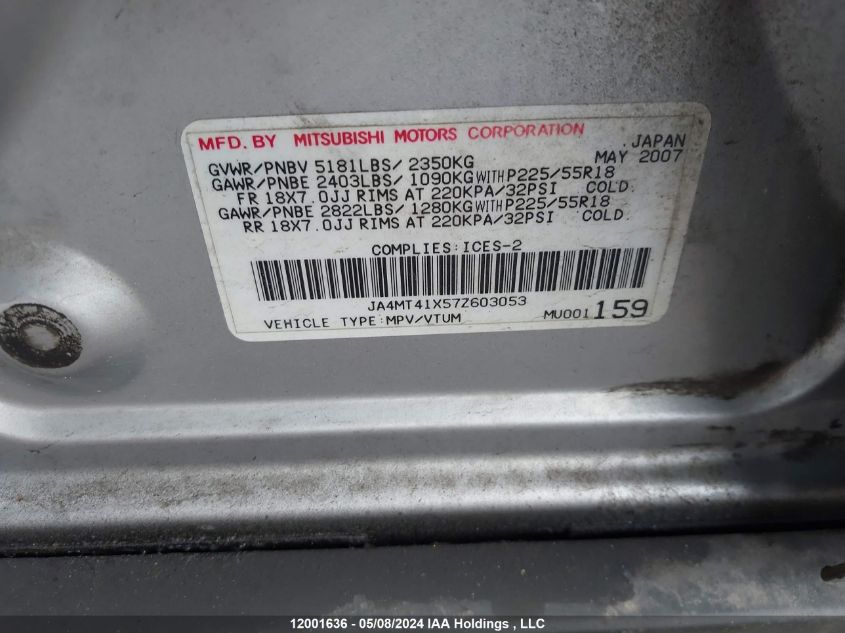 MFD. BY MITSUBISHI MOTORS CORPORATION JAPAN
GVWR/PNBV 5181LBS/ 2350KG MAY 2007
GAWR/PNBE 2403LBS/ 1090KG WITH P225/55R18
FR 18X7.0JJ RIMS AT 220KPA/32PSI COLD
GAWR/PNBE 2822LBS/ 1280KG WITH P225/55R18
RR 18X7.0JJ RIMS AT 220KPA/32PSI COLD
COMPLIES:ICES-2
JA4MT41X57Z603053
VEHICLE TYPE:MPV/VTUM MU001159
12001636 - 05/08/2024 IAA Holdings, LLC